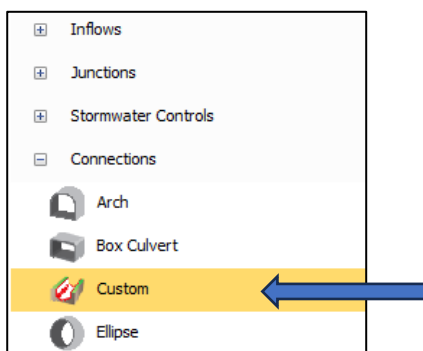 Inflows
Junctions
Stormwater Controls
Connections
Arch
Box Culvert
Custom
Ellipse